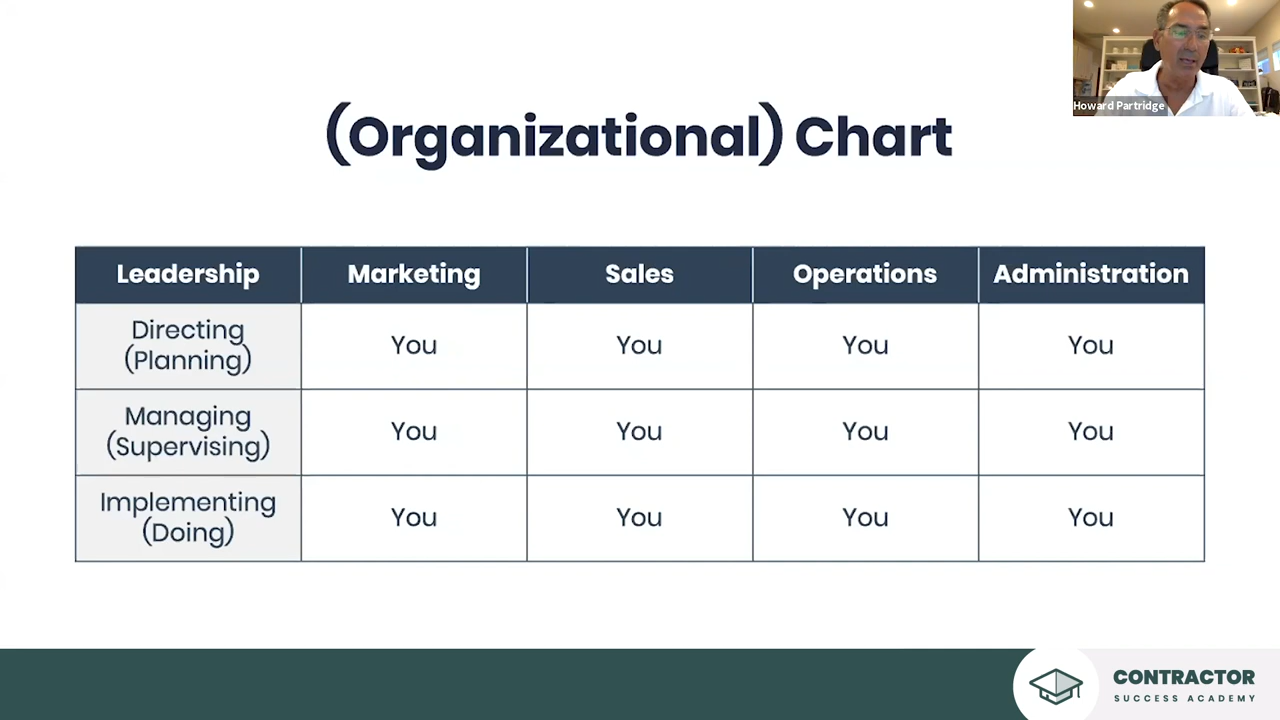 Howard Partridge
(Organizational) Chart
Leadership Marketing Sales Operations Administration
Directing
(Planning) You You You You
Managing
(Supervising) You You You You
Implementing
(Doing) You You You You
CONTRACTOR
SUCCESS ACADEMY